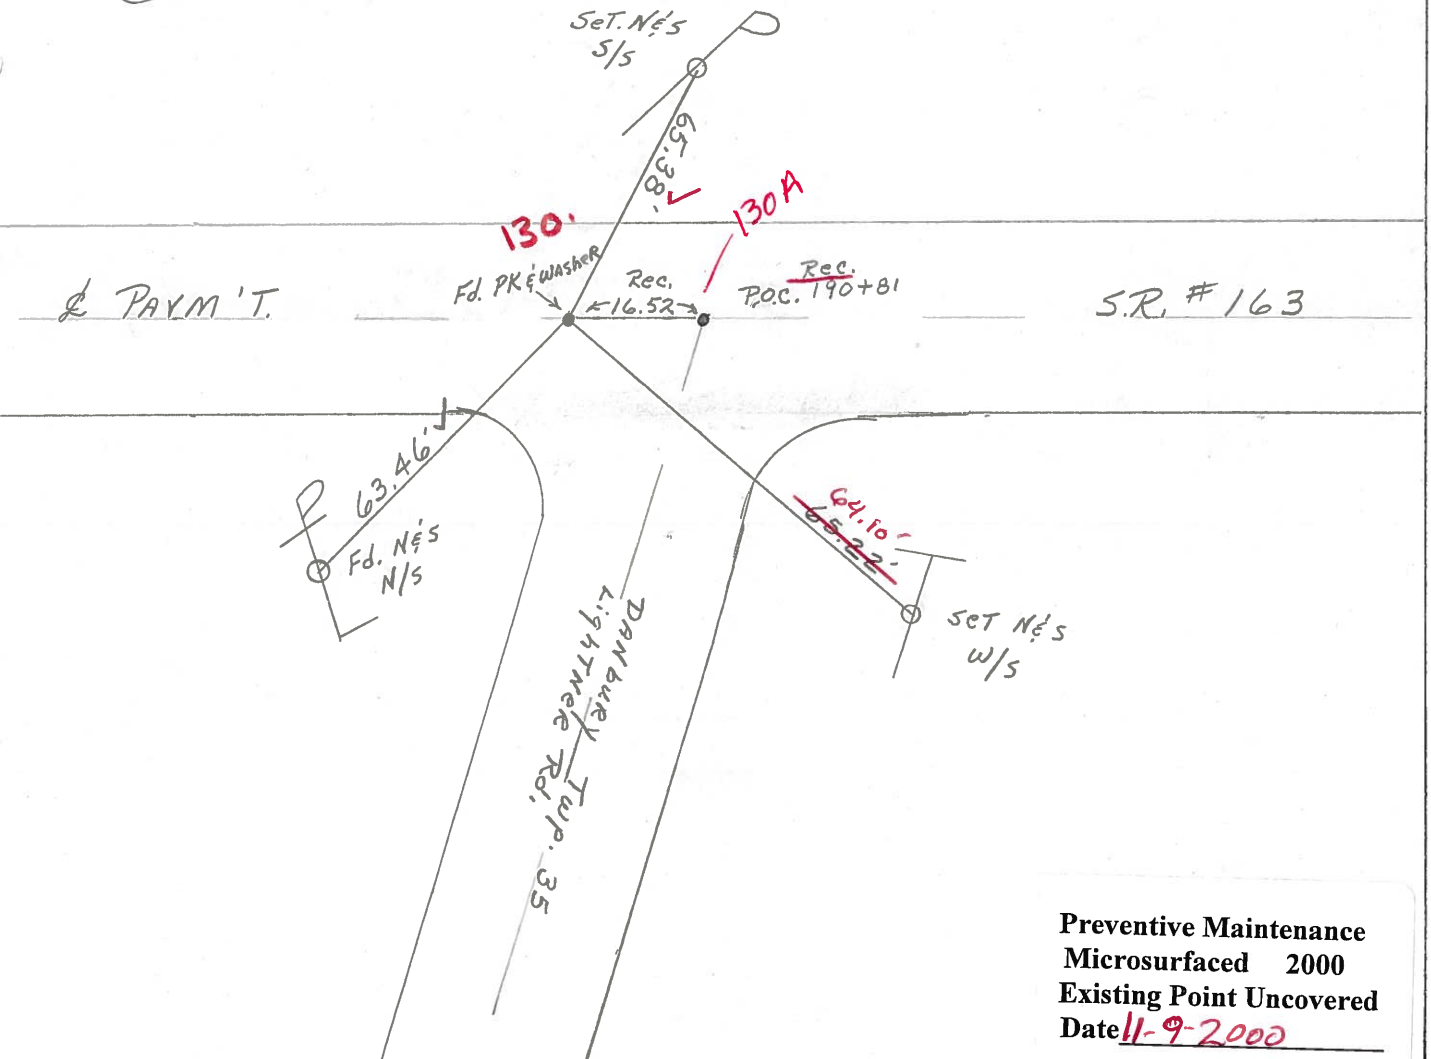 SeT. N&S
S/S
65.38'
130A
130.
Fd. PK & WASheR
Rec.
16.52
Rec.
P.O.C. 190+81
℄ PAVM'T.
S.R. # 163
63.46'
Fd. N&S
N/S
64.10'
65.22'
SeT N&S
W/S
DANbuRY Twp. 35
LighTNeR Rd.
Preventive Maintenance
Microsurfaced 2000
Existing Point Uncovered
Date 11-9-2000